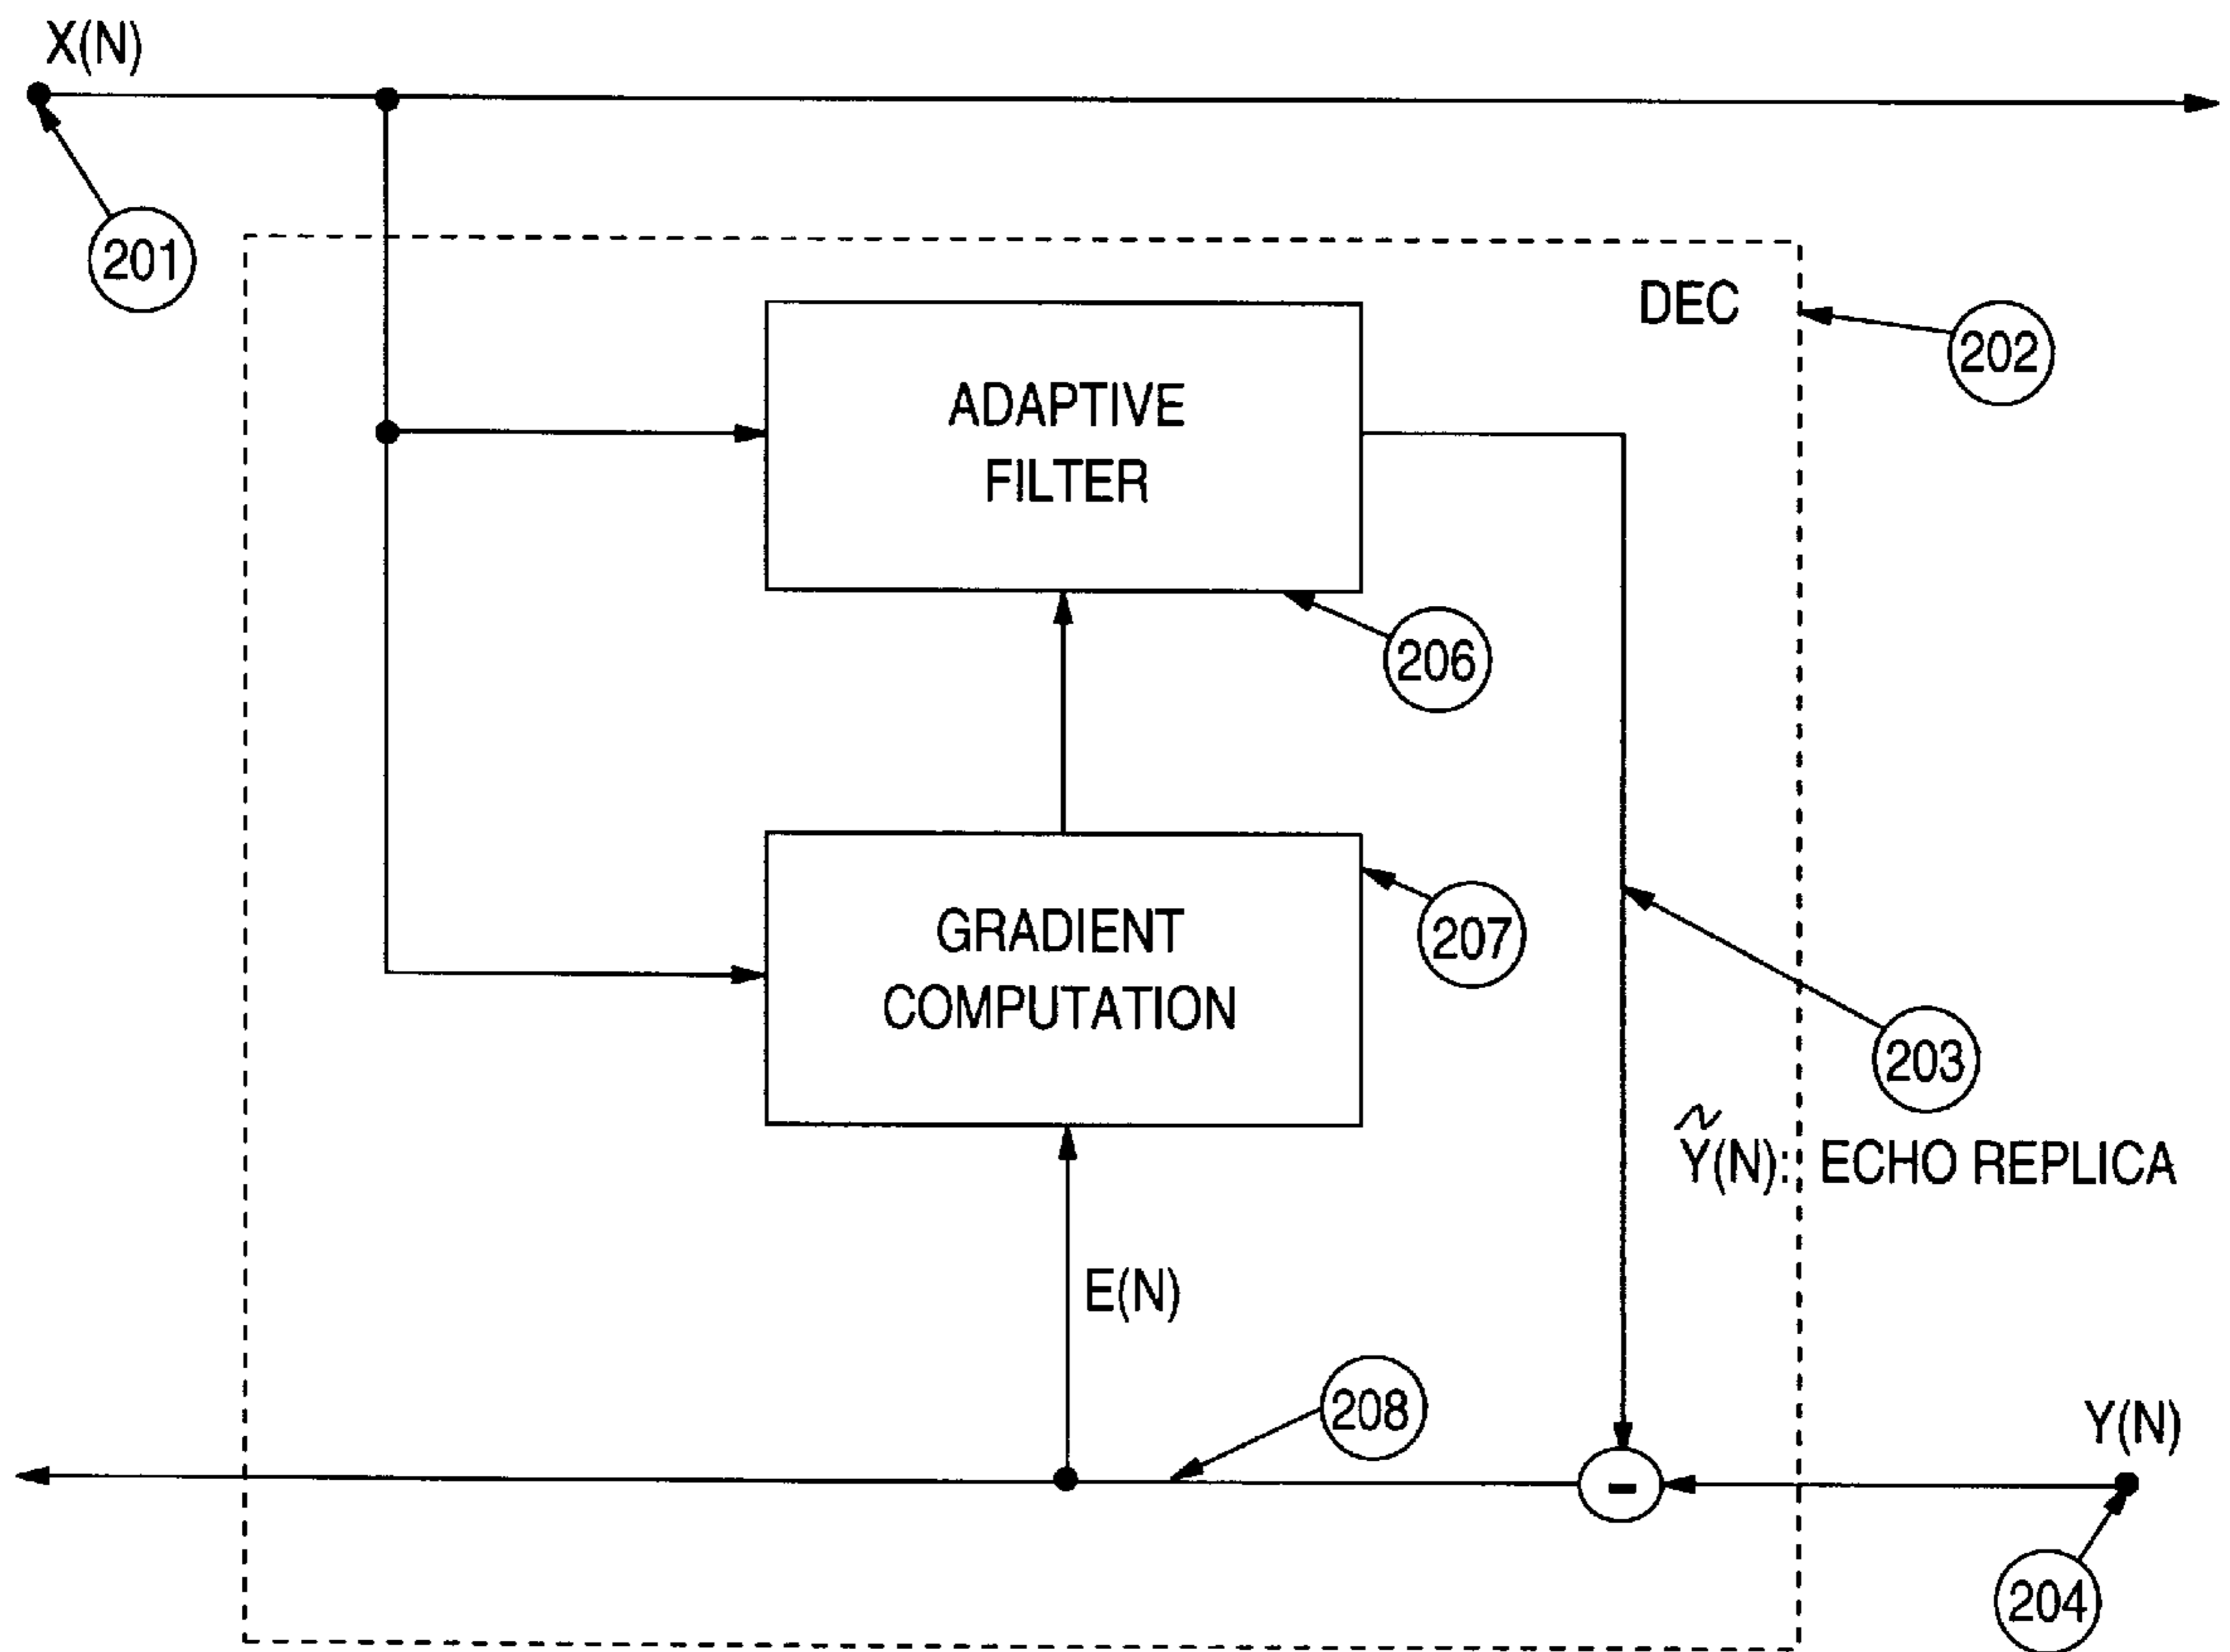 X(N)
201
DEC
202
ADAPTIVE
FILTER
206
GRADIENT
COMPUTATION
207
203
Ỹ(N): ECHO REPLICA
E(N)
208
-
Y(N)
204